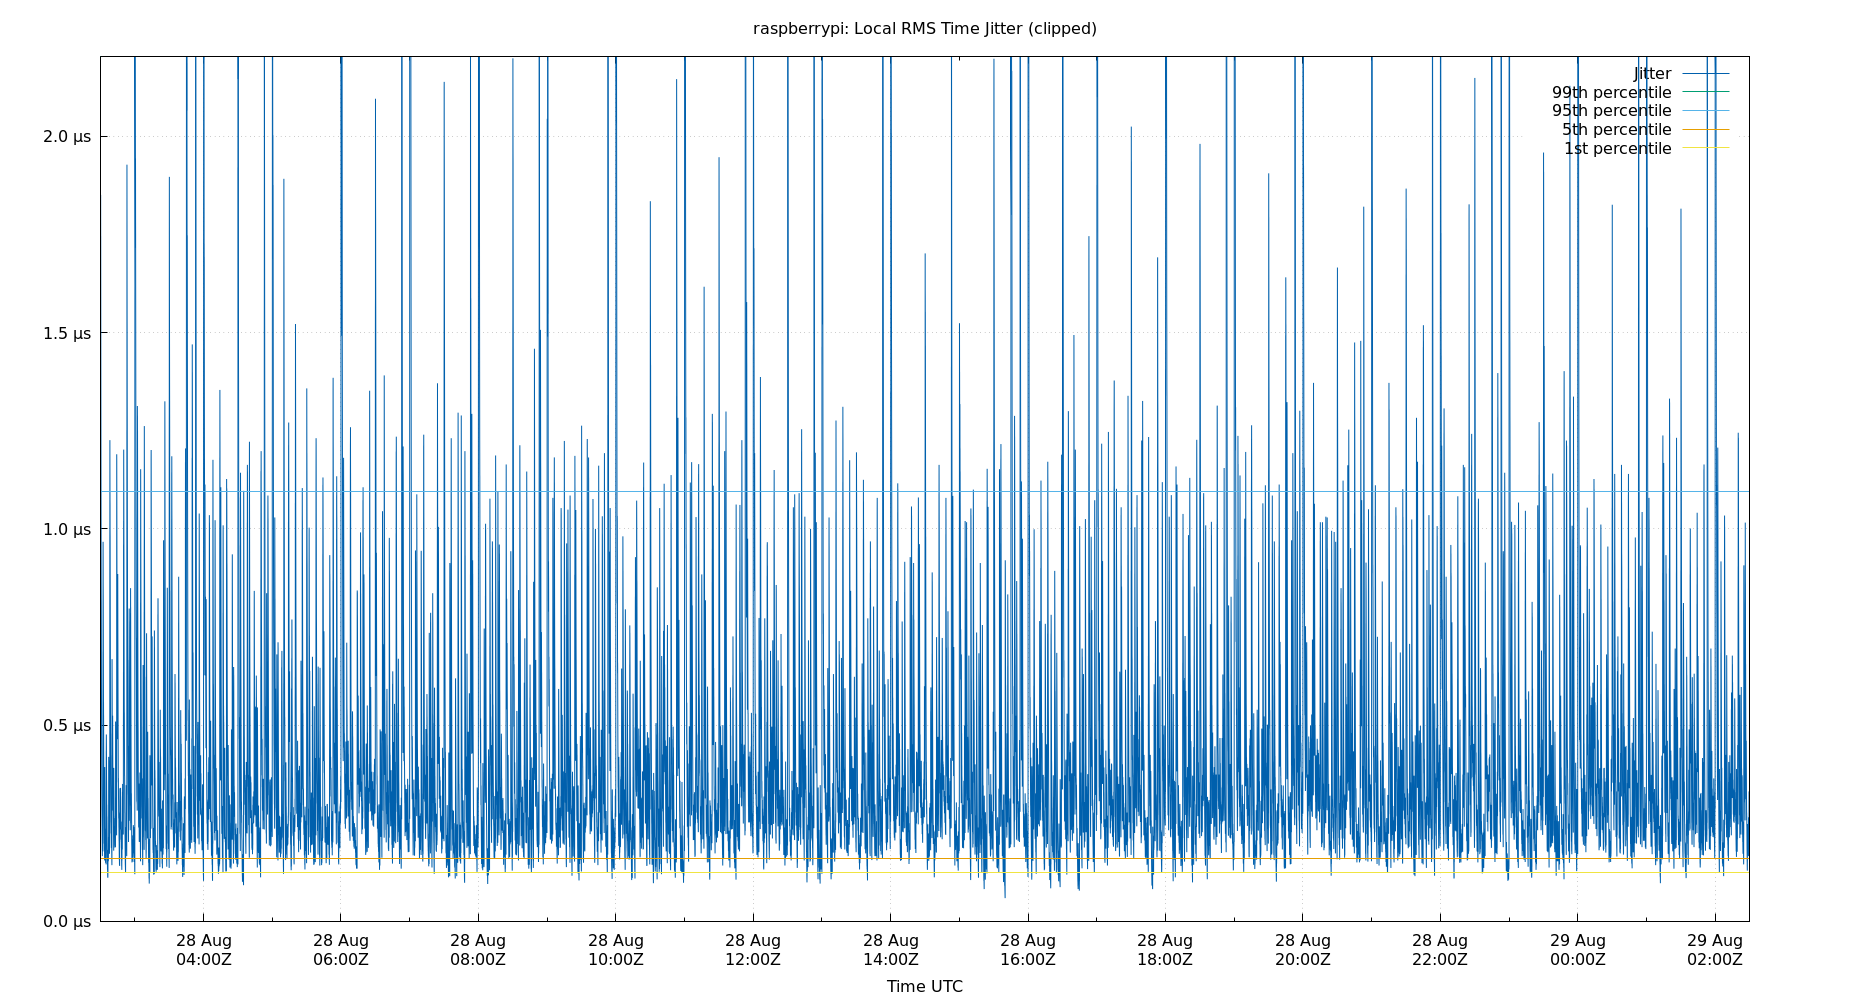 raspberrypi: Local RMS Time Jitter (clipped)
Jitter
99th percentile
95th percentile
5th percentile
1st percentile
2.0 µs
1.5 µs
1.0 µs
0.5 µs
0.0 µs
28 Aug 28 Aug 28 Aug 28 Aug 28 Aug 28 Aug 28 Aug 28 Aug 28 Aug 28 Aug 29 Aug 29 Aug
04:00Z 06:00Z 08:00Z 10:00Z 12:00Z 14:00Z 16:00Z 18:00Z 20:00Z 22:00Z 00:00Z 02:00Z
Time UTC